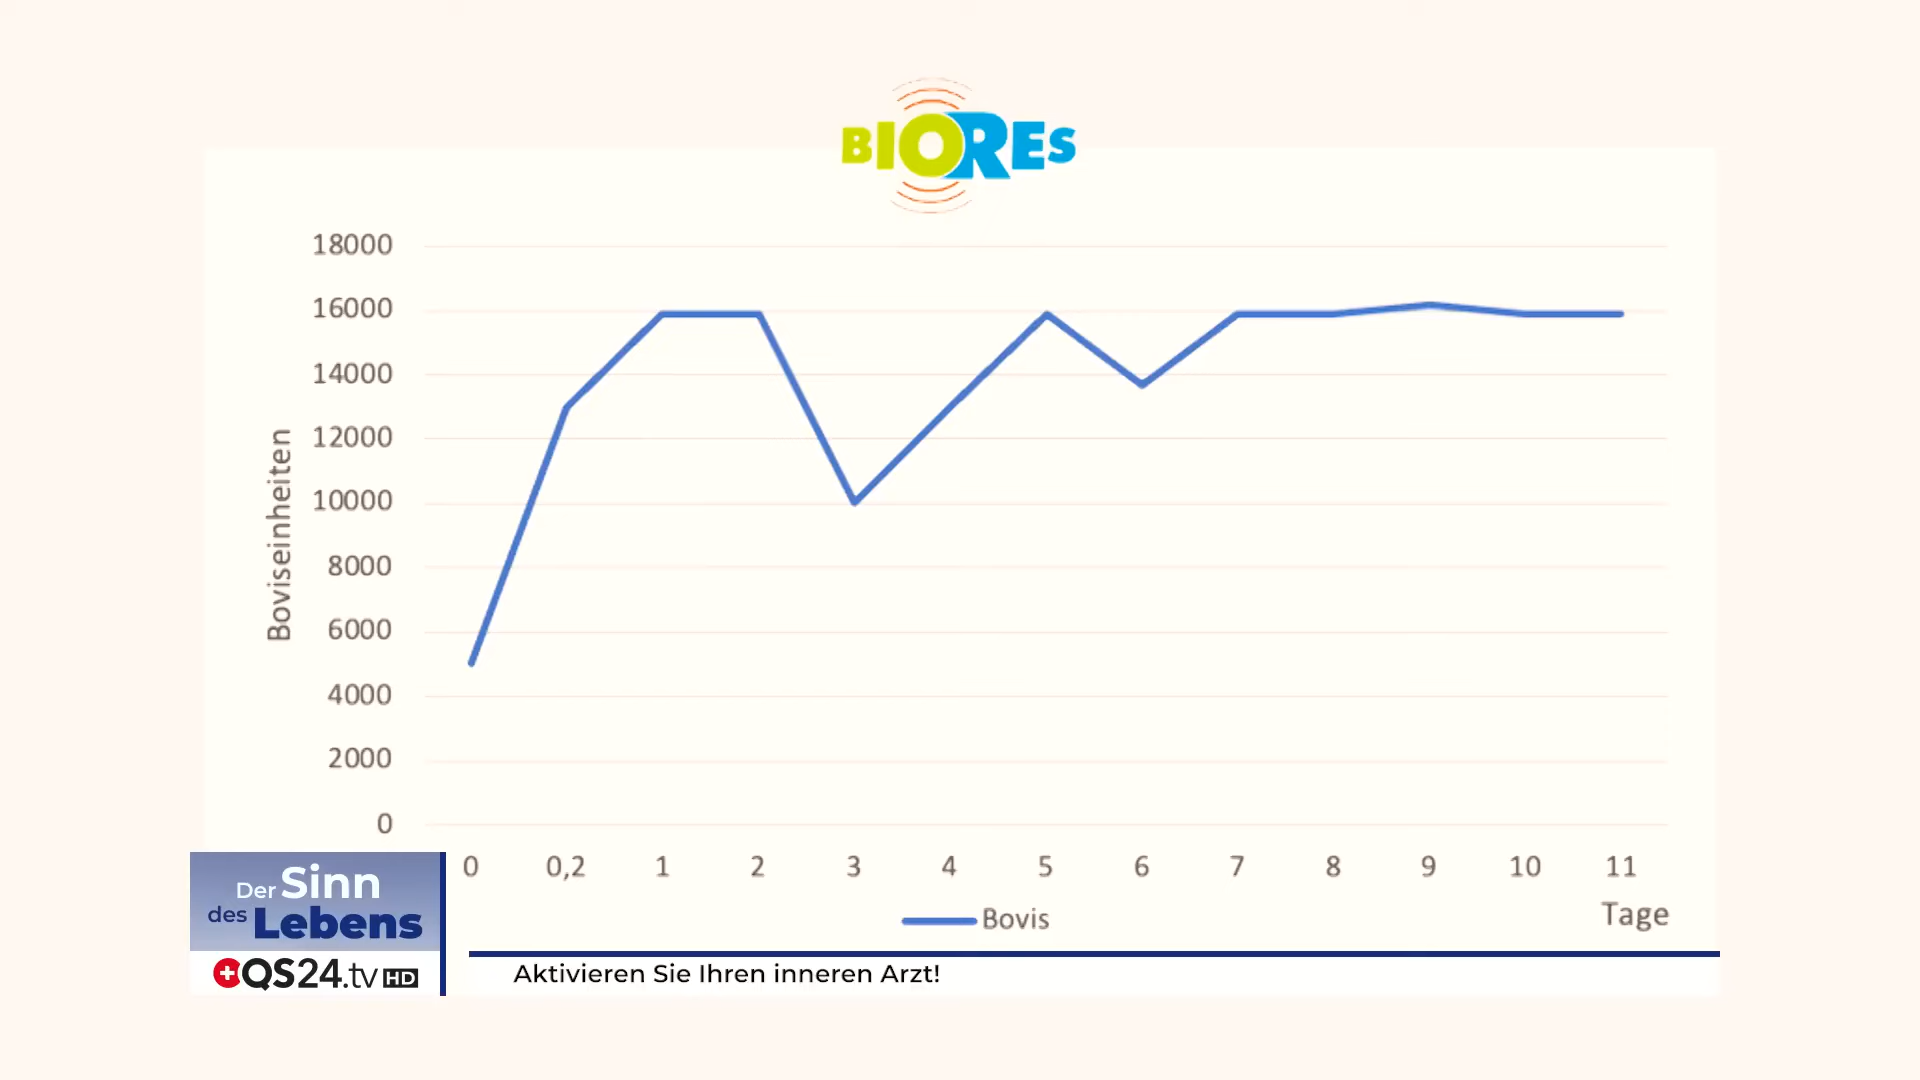 BIORES
18000
16000
14000
12000
10000
8000
6000
4000
2000
0
Boviseinheiten
0 0,2 1 2 3 4 5 6 7 8 9 10 11
Tage
Bovis
Der Sinn
des Lebens
QS24.tv HD
Aktivieren Sie Ihren inneren Arzt!